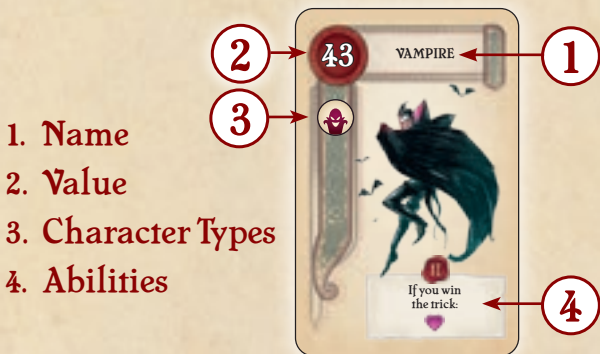 1. Name
2. Value
3. Character Types
4. Abilities
2
43
VAMPIRE
1
3
If you win
the trick:
4